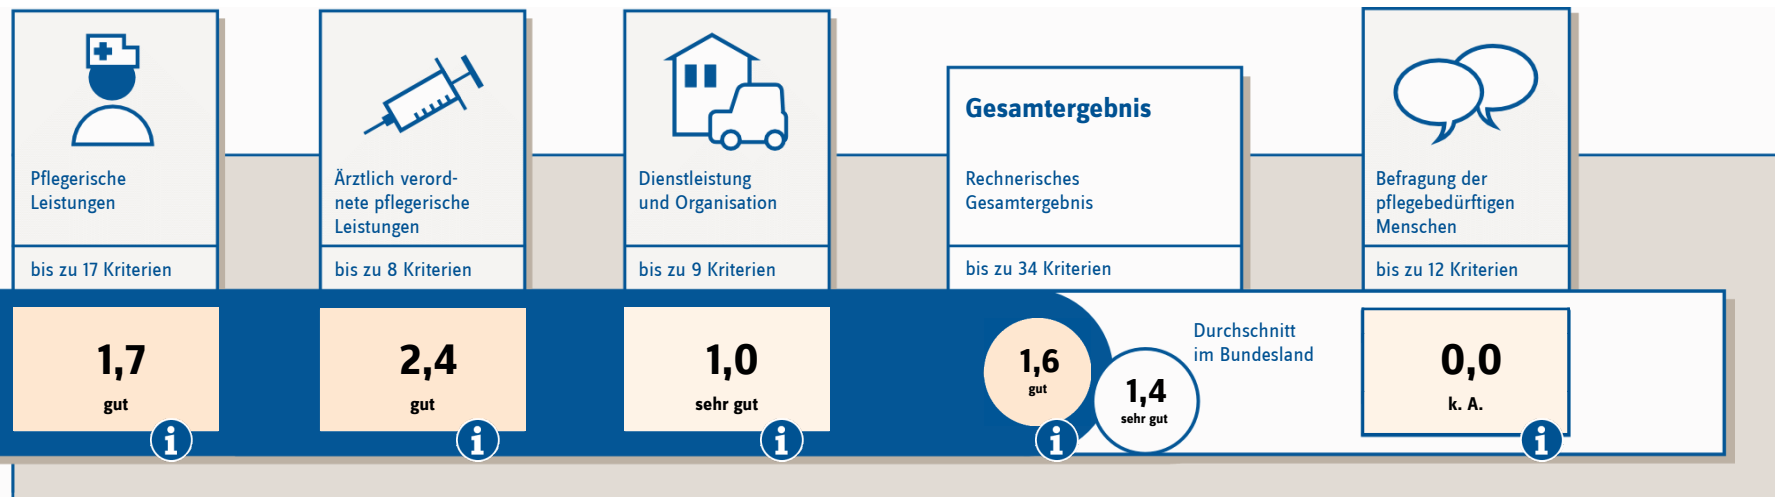 Pflegerische
Leistungen
bis zu 17 Kriterien
1,7
gut
i
Ärztlich verord-
nete pflegerische
Leistungen
bis zu 8 Kriterien
2,4
gut
i
Dienstleistung
und Organisation
bis zu 9 Kriterien
1,0
sehr gut
i
Gesamtergebnis
Rechnerisches
Gesamtergebnis
bis zu 34 Kriterien
1,6
gut
i
1,4
sehr gut
Durchschnitt
im Bundesland
Befragung der
pflegebedürftigen
Menschen
bis zu 12 Kriterien
0,0
k. A.
i